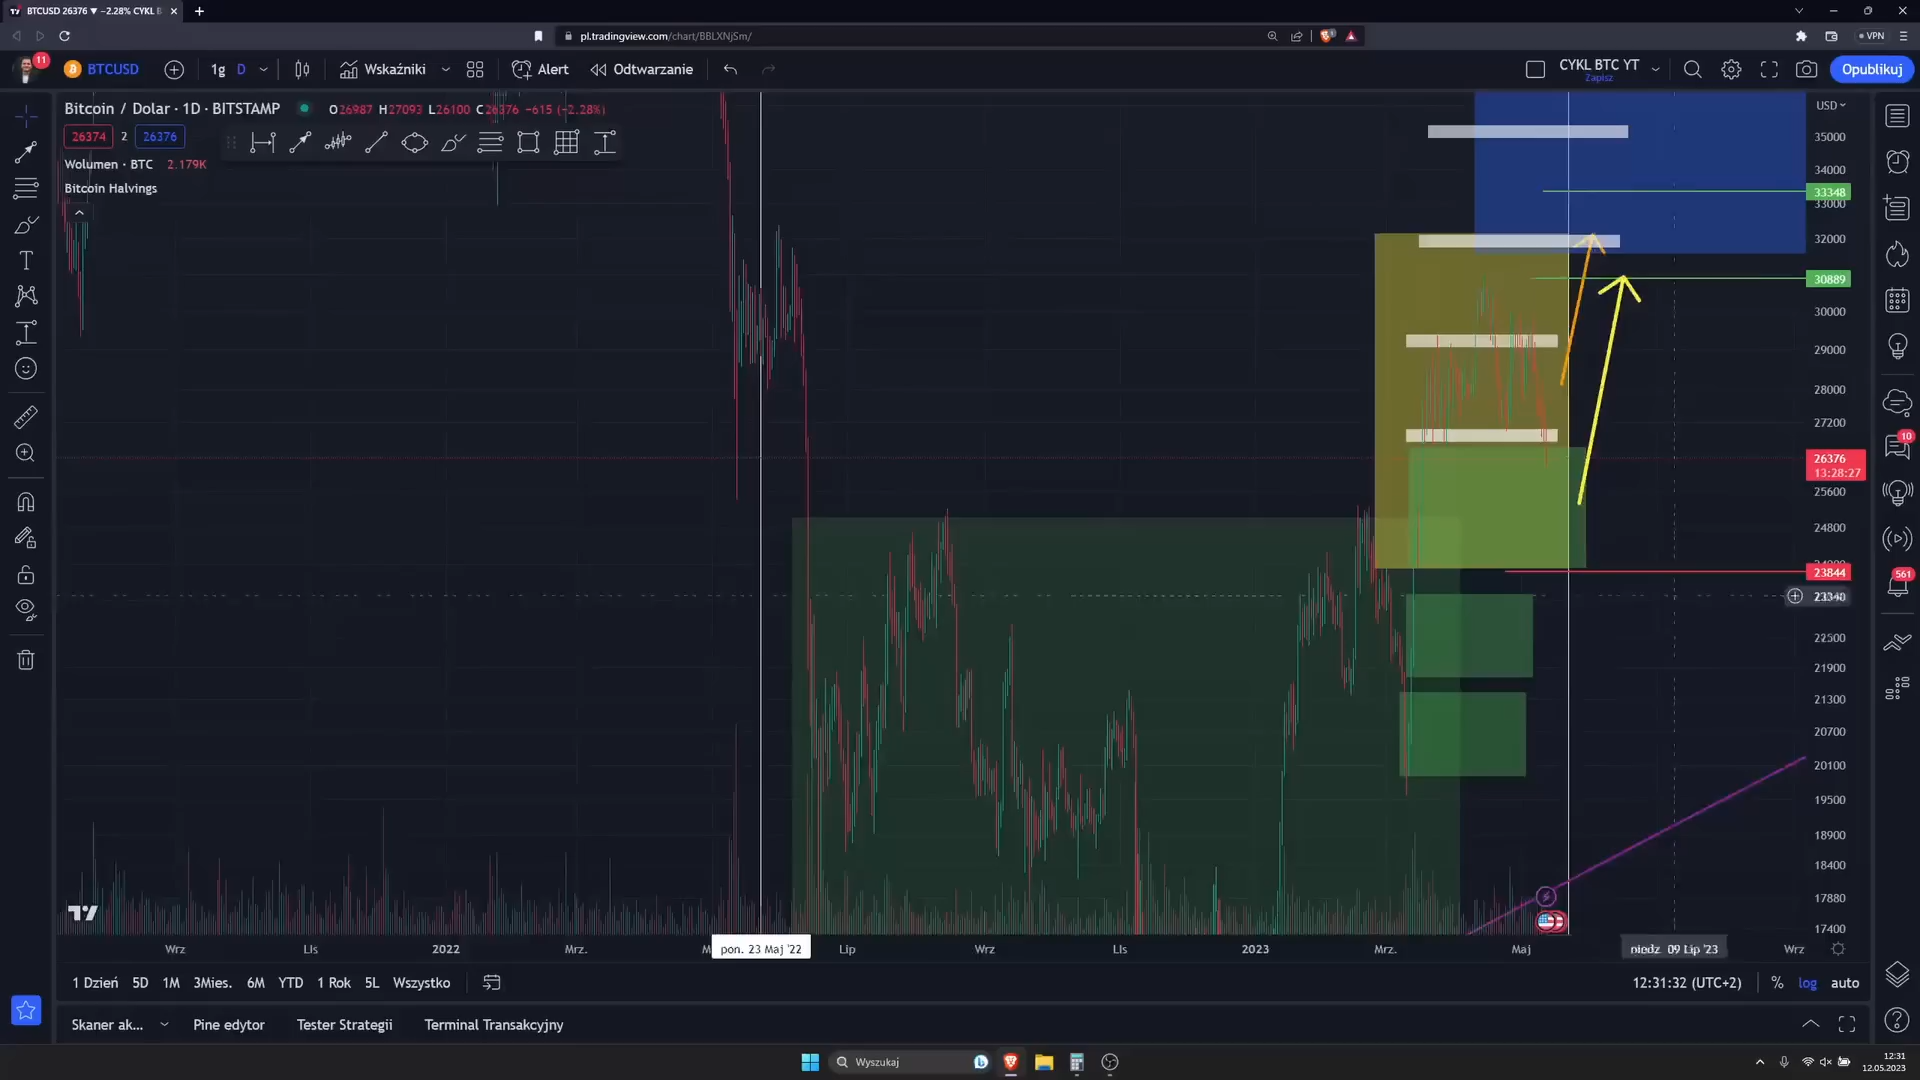 BTCUSD 26376 ▼ −2.28% CYKL B
pl.tradingview.com/chart/BBLXNjSm/
VPN
11
BTCUSD
1g
D
Wskaźniki
Alert
Odtwarzanie
CYKL BTC YT
Zapisz
Opublikuj
Bitcoin / Dolar · 1D · BITSTAMP
O26987 H27093 L26100 C26376 −615 (−2.28%)
26374
2
26376
Wolumen · BTC 2.179K
Bitcoin Halvings
USD
35000
34000
33348
33000
32000
30889
30000
29000
28000
27200
26376
13:28:27
25600
24800
23844
23340
22500
21900
21300
20700
20100
19500
18900
18400
17880
17400
10
561
Wrz
Lis
2022
Mrz.
pon. 23 Maj '22
Lip
Wrz
Lis
2023
Mrz.
Maj
niedz. 09 Lip '23
Wrz
1 Dzień
5D
1M
3Mies.
6M
YTD
1 Rok
5L
Wszystko
12:31:32 (UTC+2)
%
log
auto
Skaner ak...
Pine edytor
Tester Strategii
Terminal Transakcyjny
Wyszukaj
12:31
12.05.2023